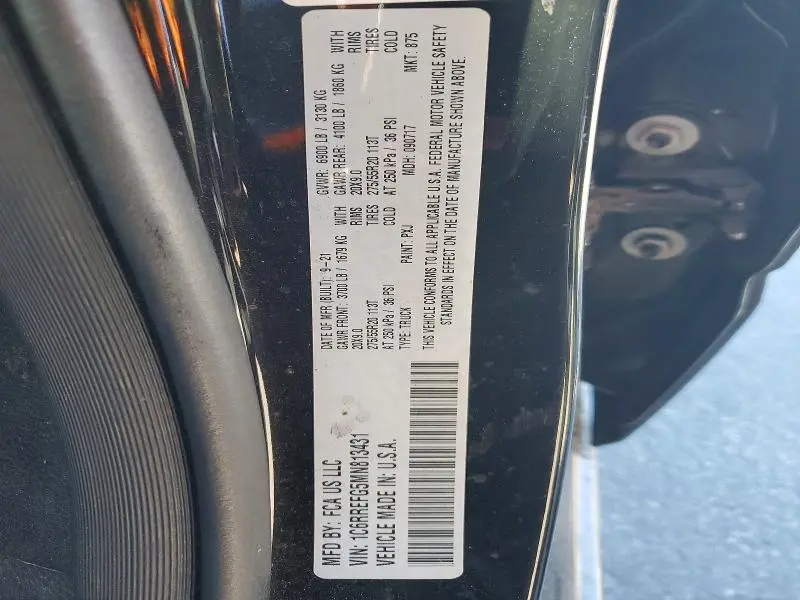 MFD BY: FCA US LLC
VIN: 1C6RREFG5MN813431
VEHICLE MADE IN: U.S.A.
DATE OF MFR (BUILT): 9-21 GVWR: 6900 LB / 3130 KG
GAWR FRONT: 3700 LB / 1679 KG WITH GAWR REAR: 4100 LB / 1860 KG WITH
20X9.0 RIMS 20X9.0 RIMS
275/55R20 113T TIRES 275/55R20 113T TIRES
AT 250 kPa / 36 PSI COLD AT 250 kPa / 36 PSI COLD
TYPE: TRUCK PAINT: PXJ MDH: 090717 MKT: 875
THIS VEHICLE CONFORMS TO ALL APPLICABLE U.S.A. FEDERAL MOTOR VEHICLE SAFETY
STANDARDS IN EFFECT ON THE DATE OF MANUFACTURE SHOWN ABOVE.